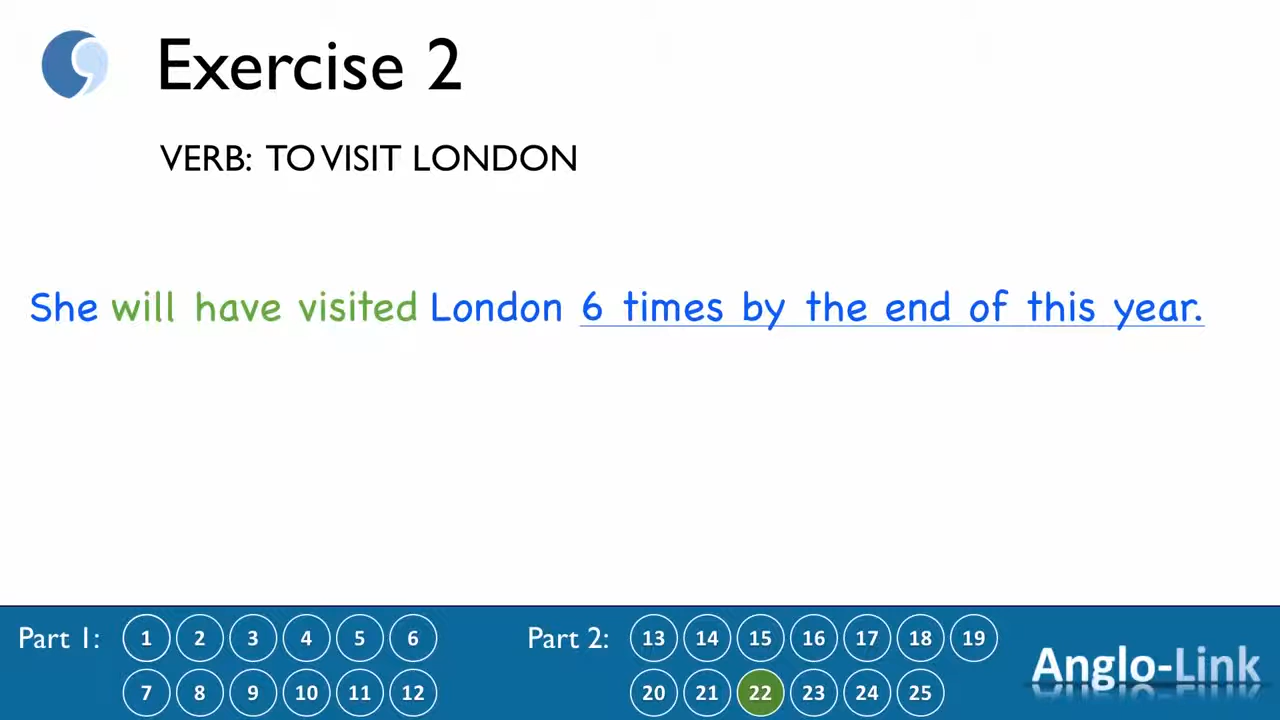 Exercise 2
VERB: TO VISIT LONDON
She will have visited London 6 times by the end of this year.
Part 1: 1 2 3 4 5 6
7 8 9 10 11 12
Part 2: 13 14 15 16 17 18 19
20 21 22 23 24 25
Anglo-Link